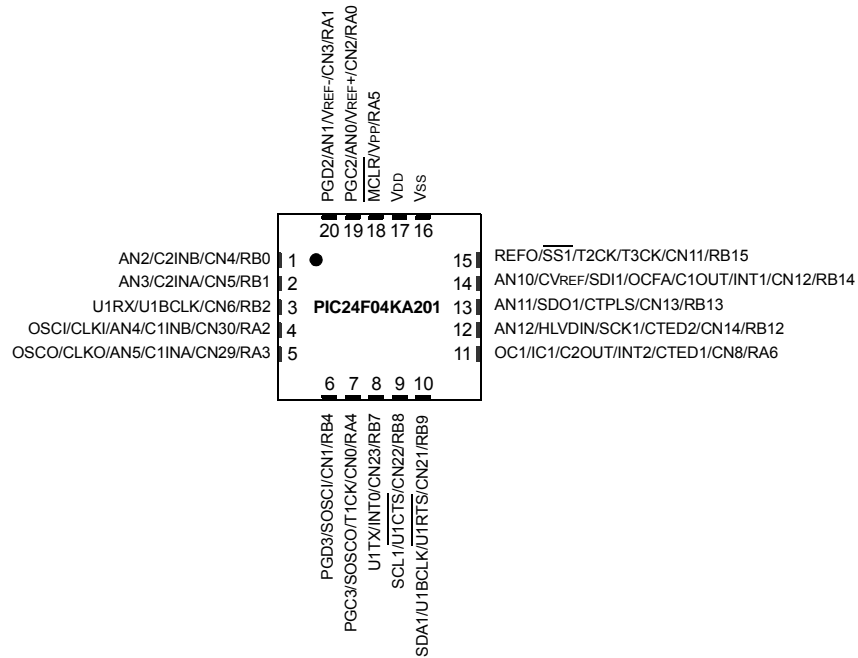 PGD2/AN1/VREF-/CN3/RA1
PGC2/AN0/VREF+/CN2/RA0
MCLR/VPP/RA5
VDD
VSS
20 19 18 17 16
AN2/C2INB/CN4/RB0 1
AN3/C2INA/CN5/RB1 2
U1RX/U1BCLK/CN6/RB2 3
OSCI/CLKI/AN4/C1INB/CN30/RA2 4
OSCO/CLKO/AN5/C1INA/CN29/RA3 5
PIC24F04KA201
15 REFO/SS1/T2CK/T3CK/CN11/RB15
14 AN10/CVREF/SDI1/OCFA/C1OUT/INT1/CN12/RB14
13 AN11/SDO1/CTPLS/CN13/RB13
12 AN12/HLVDIN/SCK1/CTED2/CN14/RB12
11 OC1/IC1/C2OUT/INT2/CTED1/CN8/RA6
6 7 8 9 10
PGD3/SOSCI/CN1/RB4
PGC3/SOSCO/T1CK/CN0/RA4
U1TX/INT0/CN23/RB7
SCL1/U1CTS/CN22/RB8
SDA1/U1BCLK/U1RTS/CN21/RB9